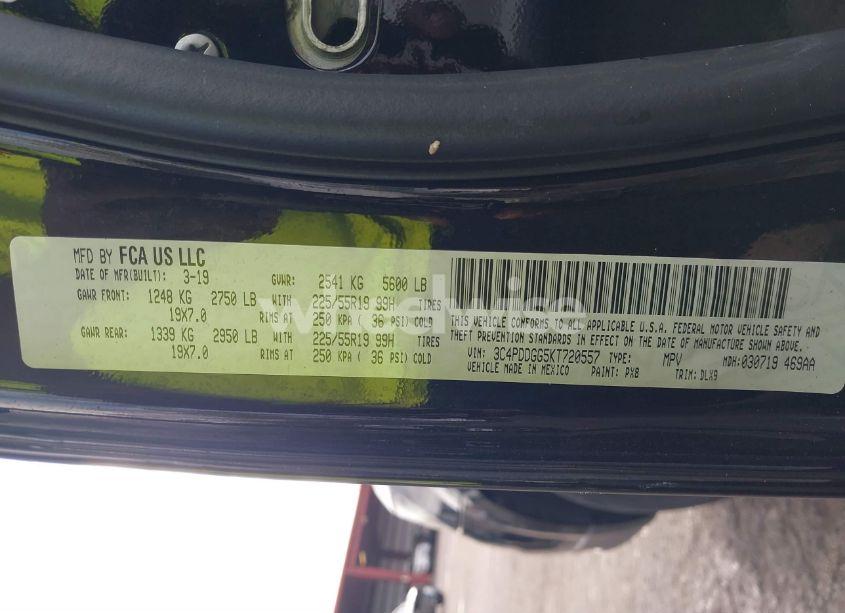 MFD BY FCA US LLC
DATE OF MFR(BUILT): 3-19 GVWR: 2541 KG 5600 LB
GAWR FRONT: 1248 KG 2750 LB WITH 225/55R19 99H TIRES
19X7.0 RIMS AT 250 KPA ( 36 PSI) COLD
GAWR REAR: 1339 KG 2950 LB WITH 225/55R19 99H TIRES
19X7.0 RIMS AT 250 KPA ( 36 PSI) COLD
THIS VEHICLE CONFORMS TO ALL APPLICABLE U.S.A. FEDERAL MOTOR VEHICLE SAFETY AND
THEFT PREVENTION STANDARDS IN EFFECT ON THE DATE OF MANUFACTURE SHOWN ABOVE.
VIN: 3C4PDDGG5KT720557 TYPE: MPV MDH:030719 469AA
VEHICLE MADE IN MEXICO PAINT: PX8 TRIM: DLX9
wheelwise